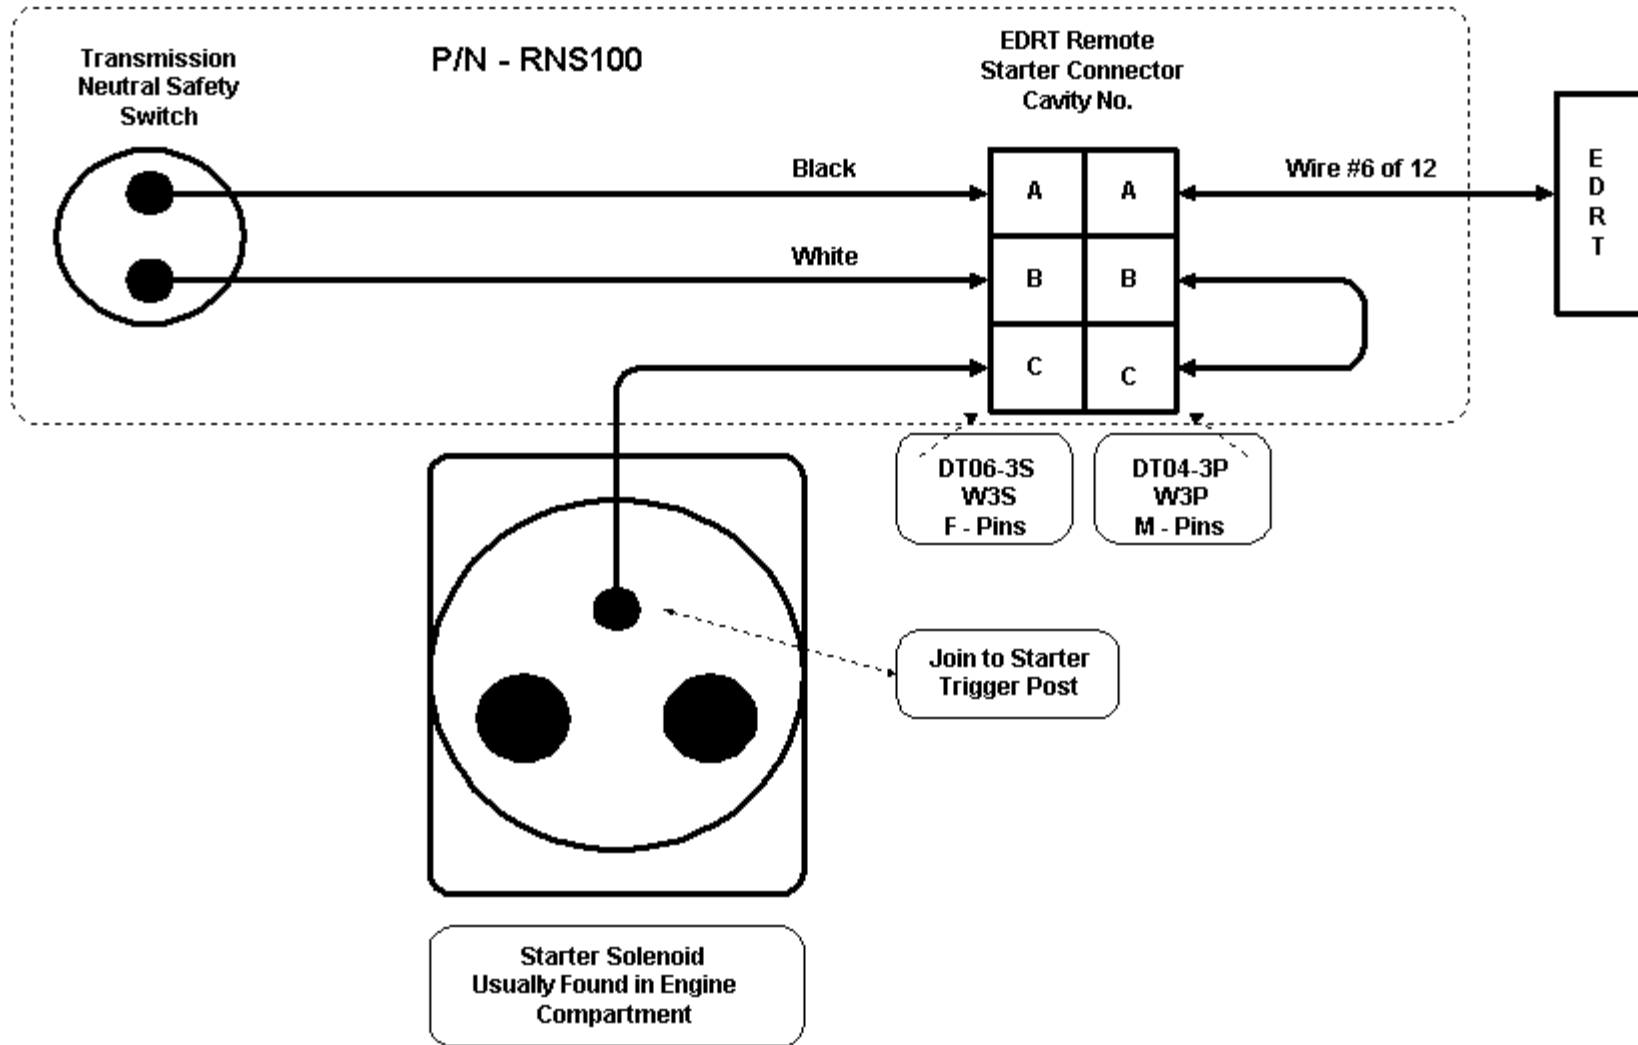 Transmission
Neutral Safety
Switch
P/N - RNS100
EDRT Remote
Starter Connector
Cavity No.
Black
A
A
Wire #6 of 12
E
D
R
T
White
B
B
C
C
DT06-3S
W3S
F - Pins
DT04-3P
W3P
M - Pins
Join to Starter
Trigger Post
Starter Solenoid
Usually Found in Engine
Compartment